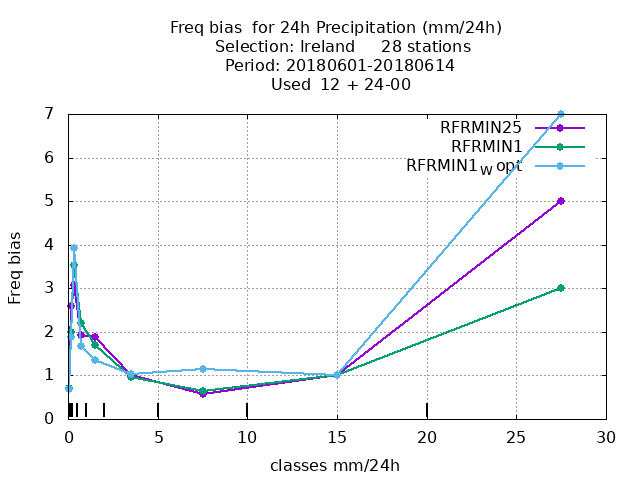 Freq bias  for 24h Precipitation (mm/24h)
Selection: Ireland     28 stations
Period: 20180601-20180614
Used  12 + 24-00
RFRMIN25
RFRMIN1
RFRMIN1W opt
Freq bias
7
6
5
4
3
2
1
0
0 5 10 15 20 25 30
classes mm/24h